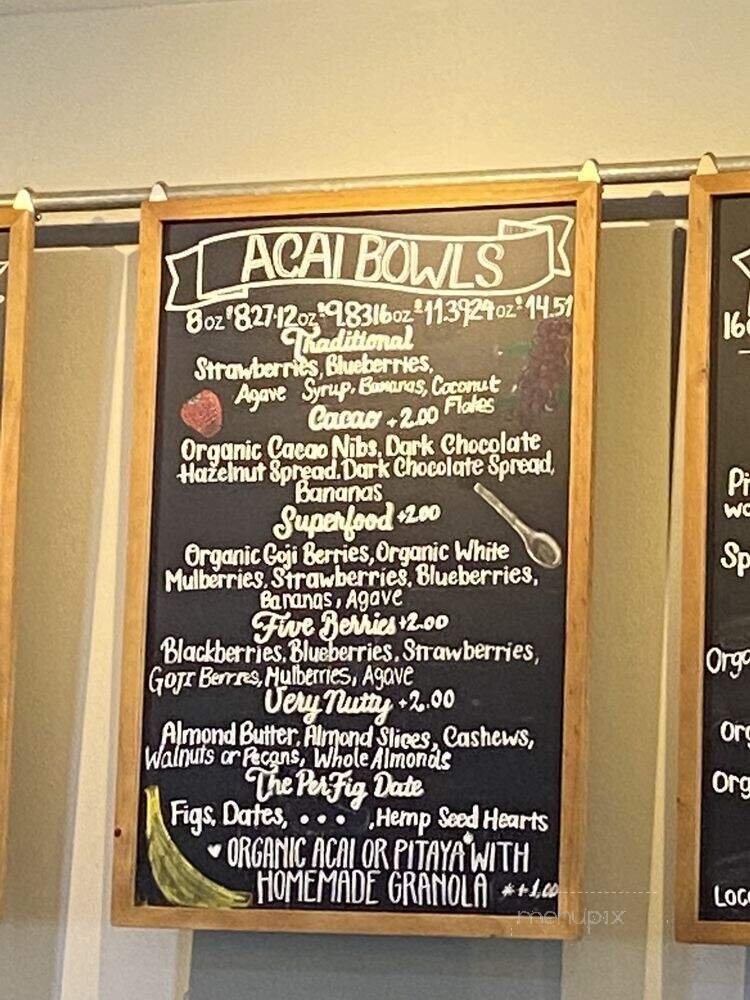 ACAI BOWLS
8oz $8.27 12oz $9.83 16oz $11.39 24oz $14.51
Traditional
Strawberries, Blueberries,
Agave Syrup, Bananas, Coconut
Flakes
Cacao +2.00
Organic Cacao Nibs, Dark Chocolate
Hazelnut Spread, Dark Chocolate Spread,
Bananas
Superfood +2.00
Organic Goji Berries, Organic White
Mulberries, Strawberries, Blueberries,
Bananas, Agave
Five Berries +2.00
Blackberries, Blueberries, Strawberries,
Goji Berries, Mulberries, Agave
Very Nutty +2.00
Almond Butter, Almond Slices, Cashews,
Walnuts or Pecans, Whole Almonds
The PerFig Date
Figs, Dates, • • • , Hemp Seed Hearts
♥ ORGANIC ACAI OR PITAYA* WITH
HOMEMADE GRANOLA *+1.00
menupix